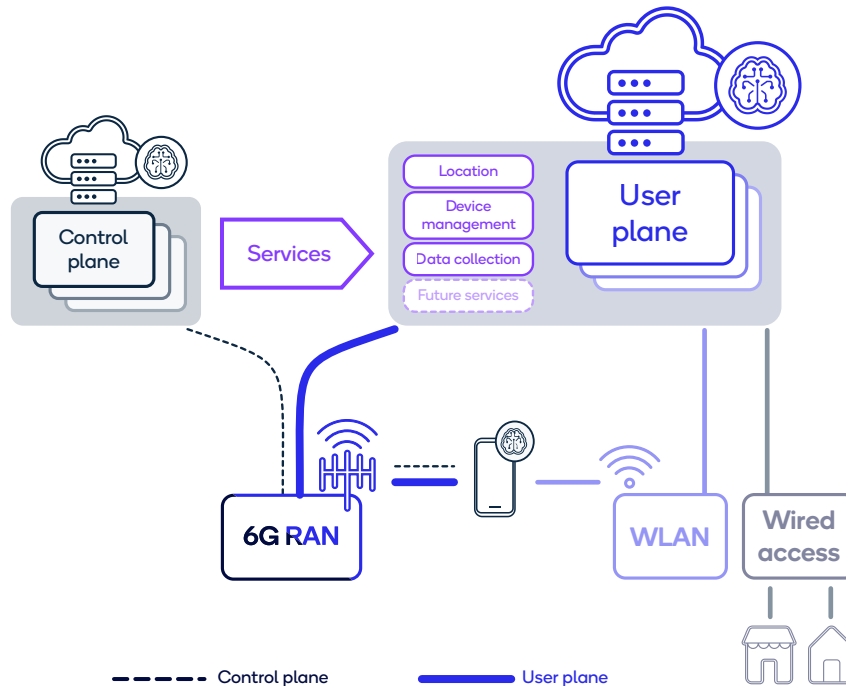 Location
Device
management
Data collection
Future services
User
plane
Control
plane
Services
6G RAN
WLAN
Wired
access
Control plane
User plane